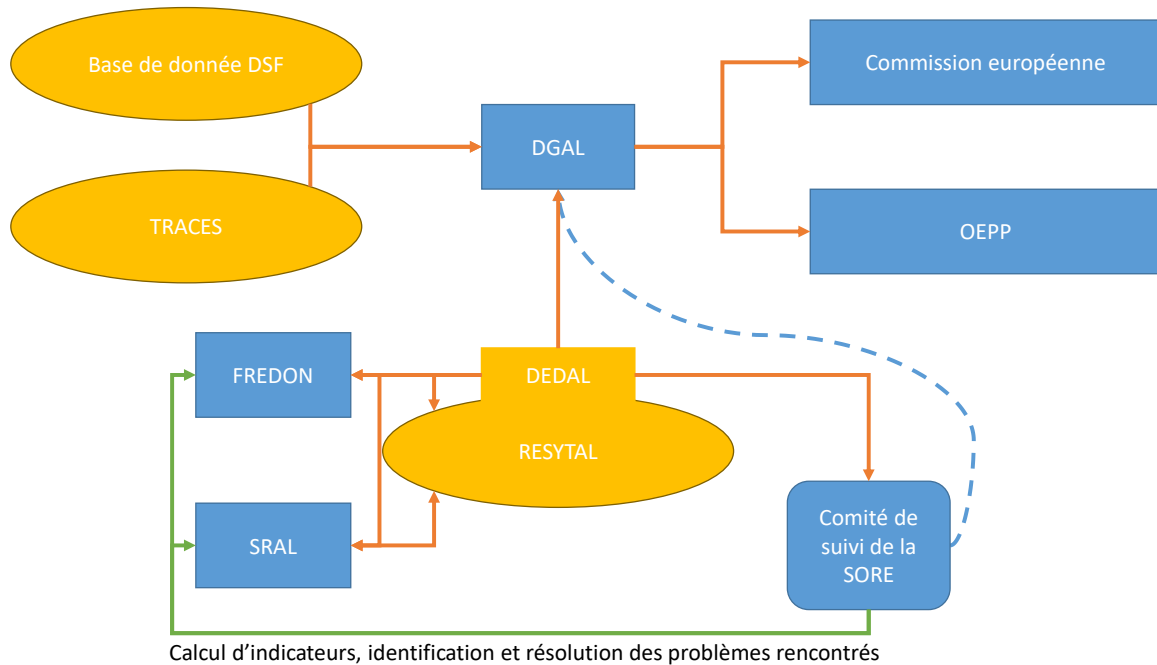 Base de donnée DSF
Commission européenne
DGAL
TRACES
OEPP
FREDON
DEDAL
RESYTAL
SRAL
Comité de
suivi de la
SORE
Calcul d’indicateurs, identification et résolution des problèmes rencontrés